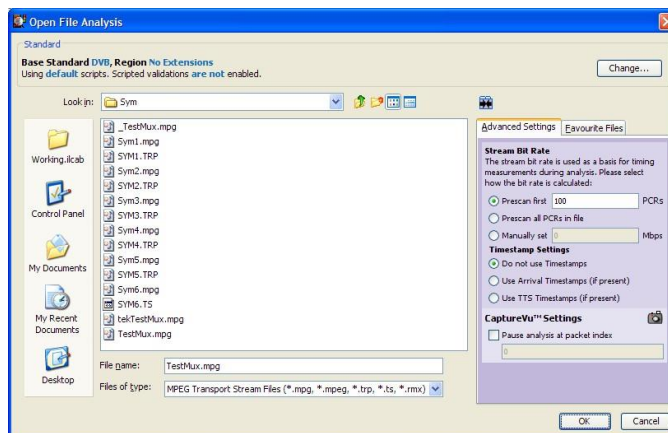 Open File Analysis
Standard
Base Standard DVB, Region No Extensions
Using default scripts. Scripted validations are not enabled.
Change...
Look in:
Sym
Working.ilcab
Control Panel
My Documents
My Recent
Documents
Desktop
_TestMux.mpg
Sym1.mpg
SYM1.TRP
Sym2.mpg
SYM2.TRP
Sym3.mpg
SYM3.TRP
Sym4.mpg
SYM4.TRP
Sym5.mpg
SYM5.TRP
Sym6.mpg
SYM6.TS
tekTestMux.mpg
TestMux.mpg
File name:
TestMux.mpg
Files of type:
MPEG Transport Stream Files (*.mpg, *.mpeg, *.trp, *.ts, *.rmx)
Advanced Settings
Favourite Files
Stream Bit Rate
The stream bit rate is used as a basis for timing
measurements during analysis. Please select
how the bit rate is calculated:
Prescan first 100 PCRs
Prescan all PCRs in file
Manually set 0 Mbps
Timestamp Settings
Do not use Timestamps
Use Arrival Timestamps (if present)
Use TTS Timestamps (if present)
CaptureVu™ Settings
Pause analysis at packet index
0
OK
Cancel